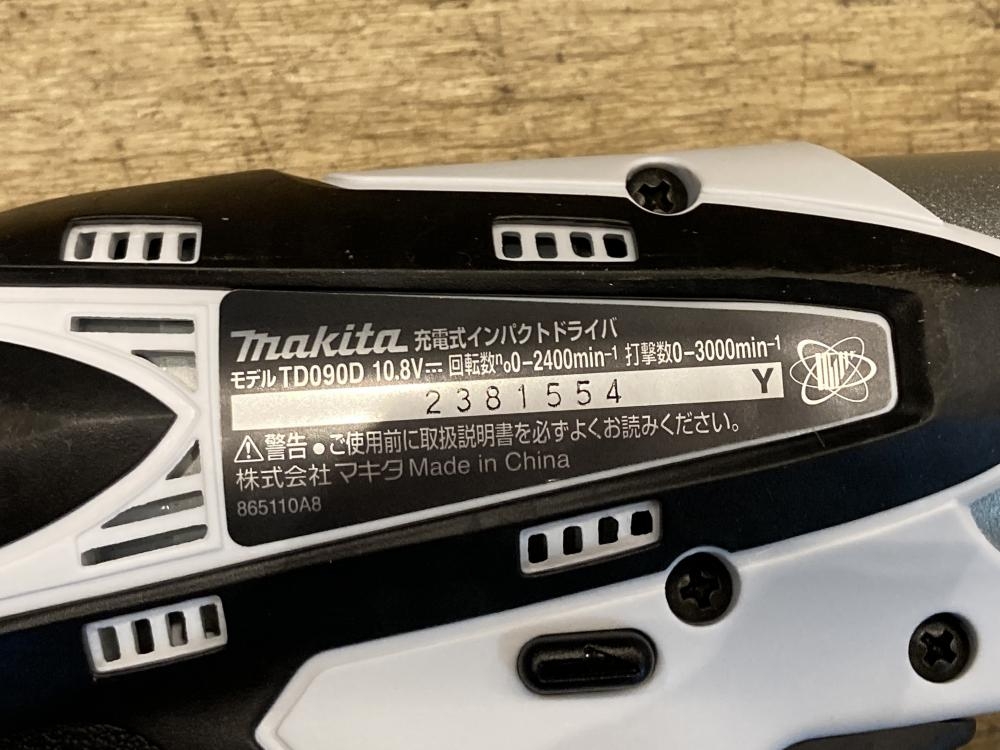 makita 充電式インパクトドライバ
モデル TD090D 10.8V⎓ 回転数n₀0-2400min⁻¹ 打撃数0-3000min⁻¹
2381554 Y
⚠警告 ●ご使用前に取扱説明書を必ずよくお読みください。
株式会社 マキタ Made in China
865110A8